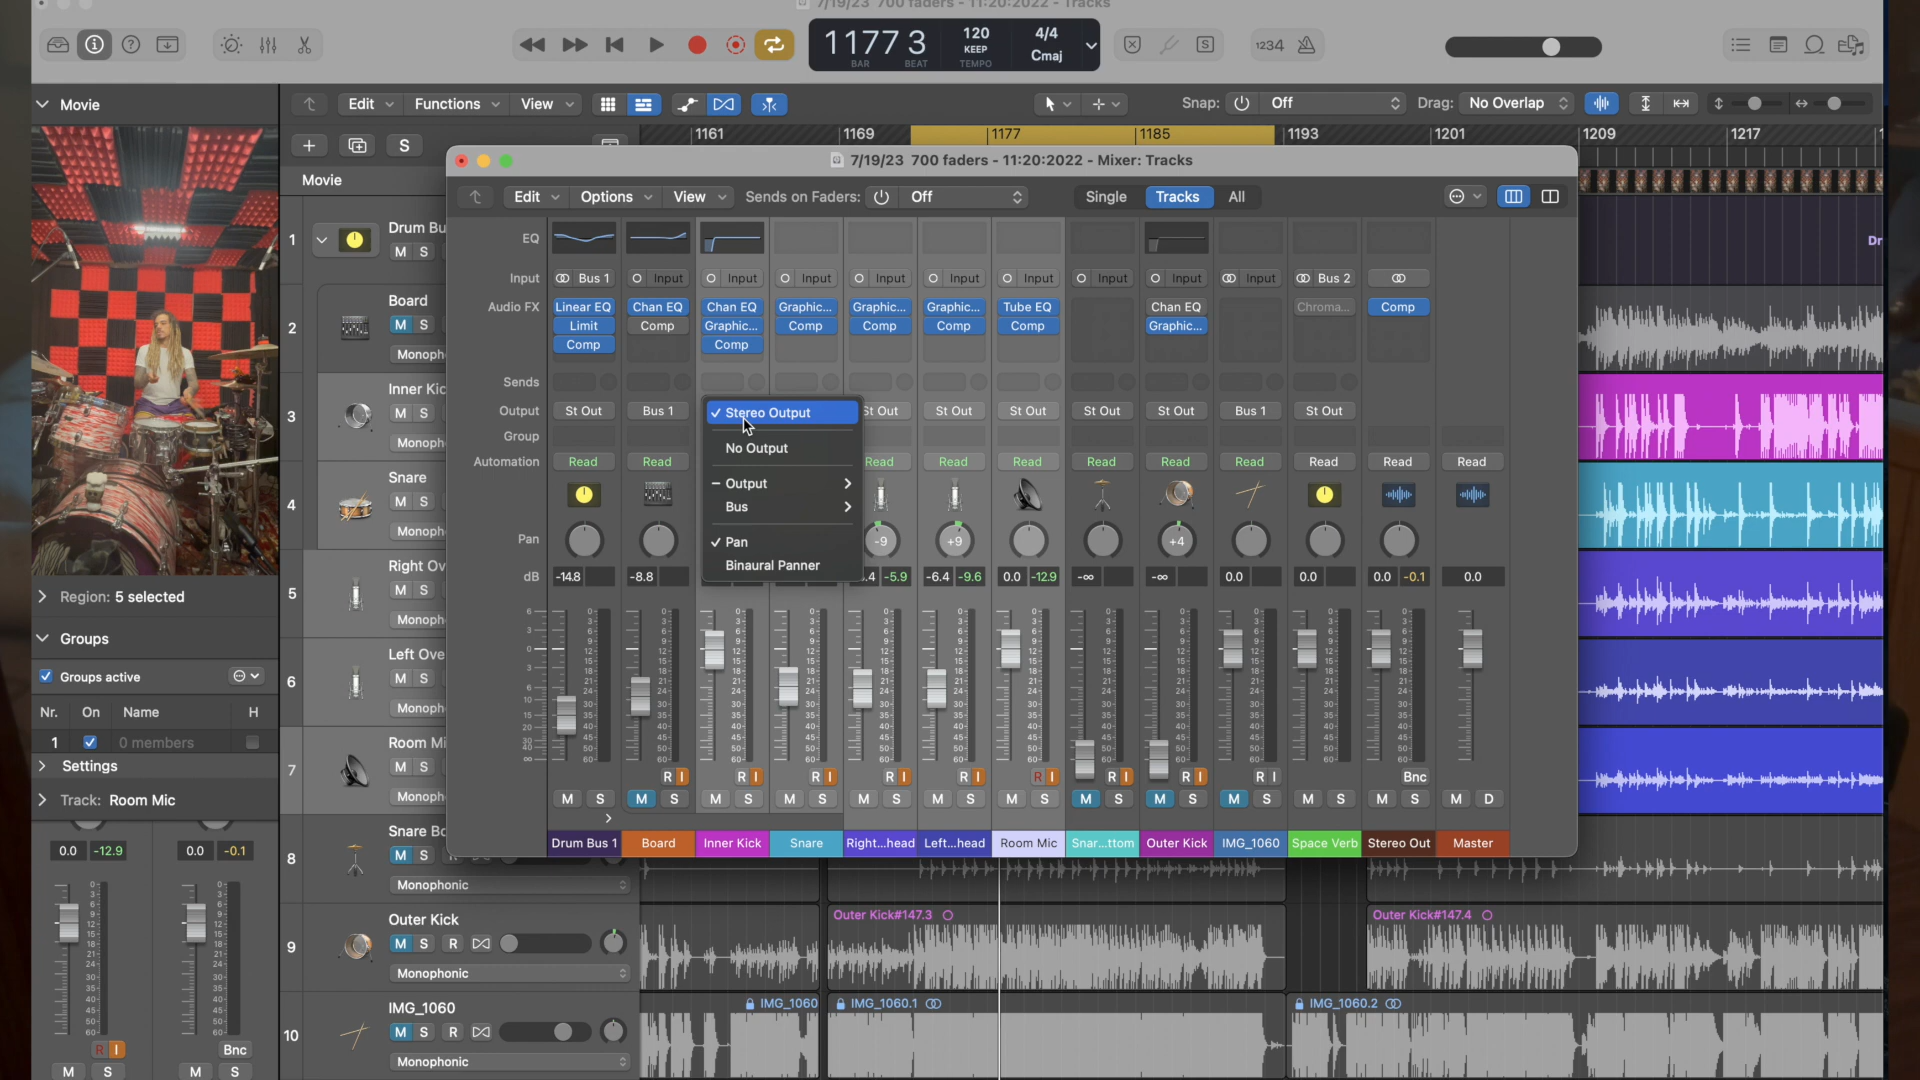 7/19/23 700 faders - 11:20:2022 - Tracks
1177 3
BAR BEAT
120
KEEP
TEMPO
4/4
Cmaj
1234
Movie
Edit Functions View
Snap: Off
Drag: No Overlap
S
1161 1169 1177 1185 1193 1201 1209 1217
Movie
7/19/23 700 faders - 11:20:2022 - Mixer: Tracks
Edit Options View Sends on Faders: Off Single Tracks All
EQ
Input Bus 1 Input Input Input Input Input Input Input Input Input Bus 2
Audio FX Linear EQ Chan EQ Chan EQ Graphic... Graphic... Graphic... Tube EQ Chan EQ Chroma... Comp
Limit Comp Graphic... Comp Comp Comp Comp Graphic...
Comp Comp
Sends
Output St Out Bus 1 St Out St Out St Out St Out St Out Bus 1 St Out
Group
Automation Read Read Read Read Read Read Read Read Read Read Read
Stereo Output
No Output
Output
Bus
Pan
Binaural Panner
Pan -9 +9 +4
dB -14.8 -8.8 .4 -5.9 -6.4 -9.6 0.0 -12.9 -∞ -∞ 0.0 0.0 0.0 -0.1 0.0
R I R I R I R I R I R I R I R I R I Bnc
M S M S M S M S M S M S M S M S M S M S M S M S M D
Drum Bus 1 Board Inner Kick Snare Right...head Left...head Room Mic Snar...ttom Outer Kick IMG_1060 Space Verb Stereo Out Master
1 Drum Bu
M S
2 Board
M S
Monoph
3 Inner Kic
M S
Monoph
4 Snare
M S
Monoph
5 Right Ov
M S
Monoph
6 Left Ove
M S
Monoph
7 Room Mi
M S
Monoph
8 Snare Bo
M S
Monophonic
9 Outer Kick
M S R
Monophonic
10 IMG_1060
M S R
Monophonic
Dr
Outer Kick#147.3
Outer Kick#147.4
IMG_1060
IMG_1060.1
IMG_1060.2
Region: 5 selected
Groups
Groups active
Nr. On Name H
1 0 members
Settings
Track: Room Mic
0.0 -12.9 0.0 -0.1
R I Bnc
M S M S